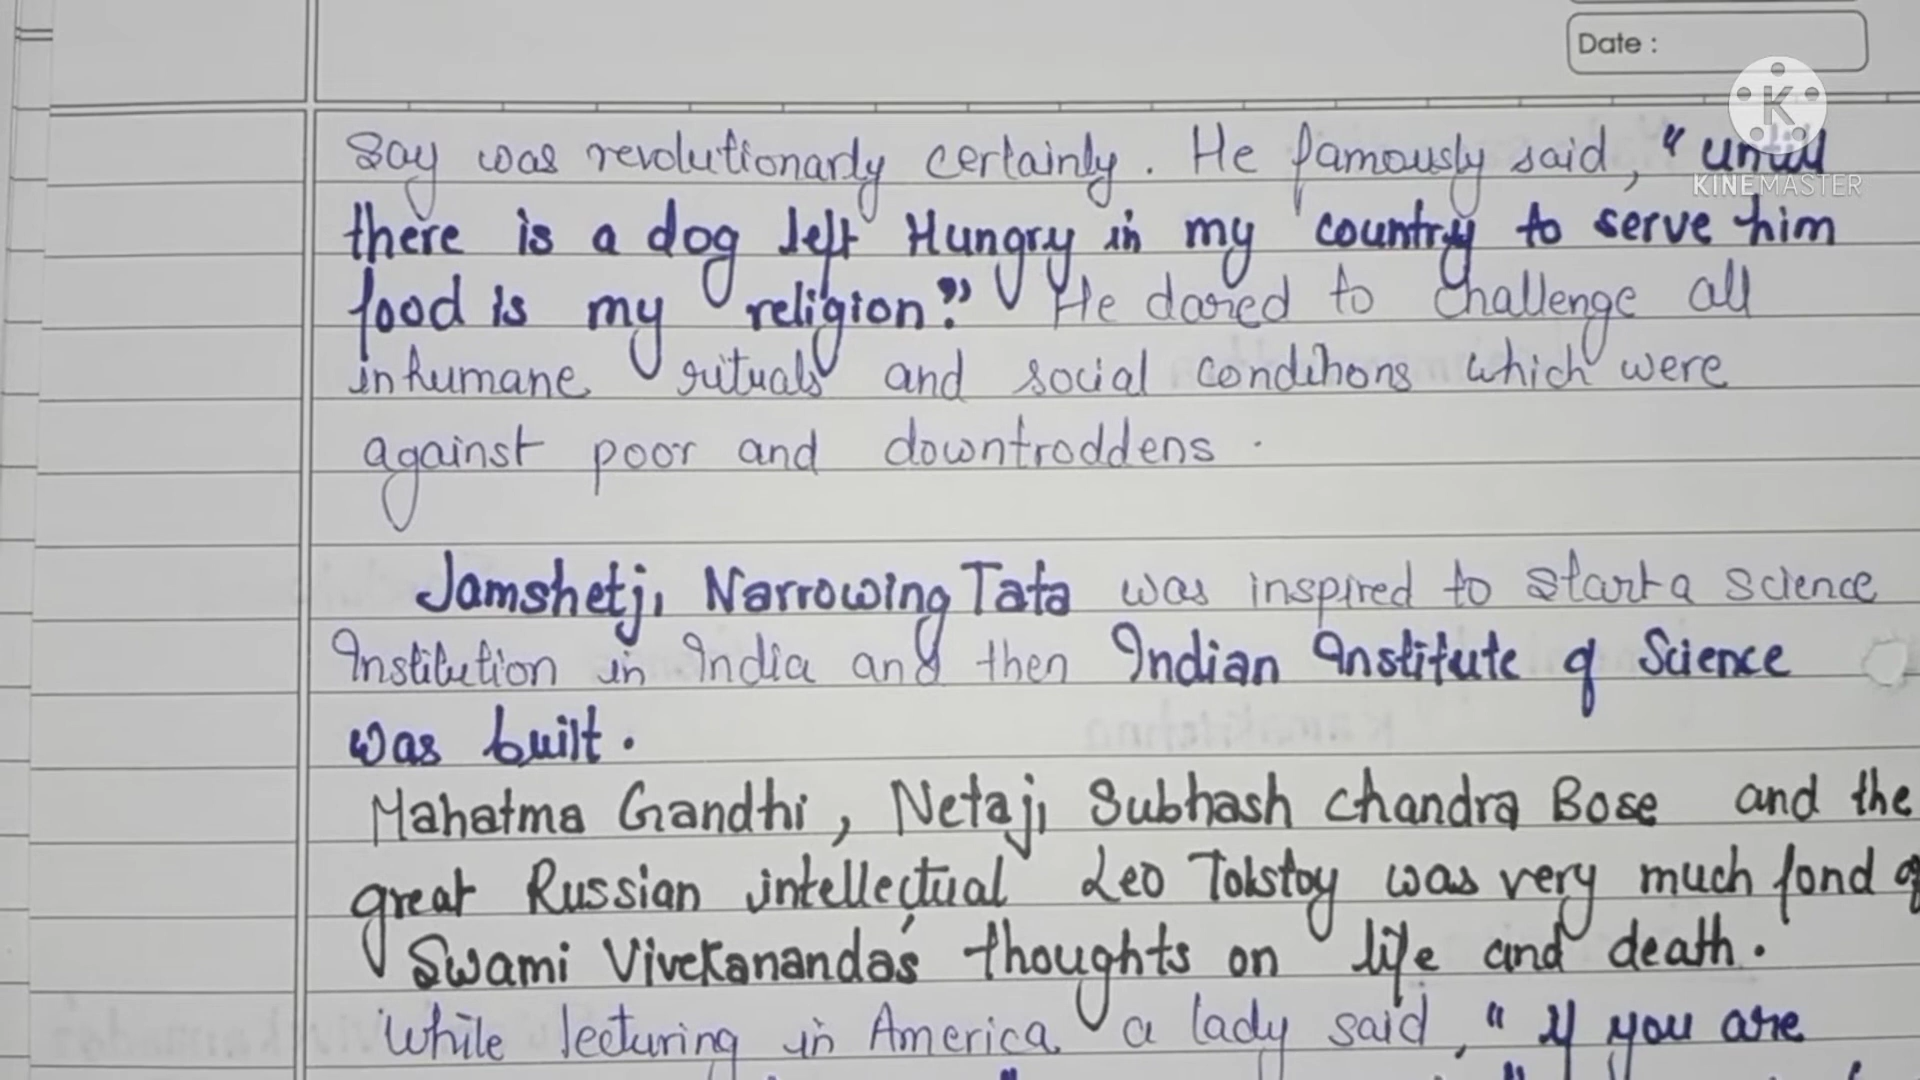 Date :
KINEMASTER
say was revolutionarly certainly. He famously said, "until
there is a dog left Hungry in my country to serve him
food is my religion." He dared to challenge all
inhumane rituals and social conditions which were
against poor and downtroddens.
Jamshetji Narrowing Tata was inspired to start a science
Institution in India and then Indian Institute of Science
was built.
Mahatma Gandhi, Netaji Subhash Chandra Bose and the
great Russian intellectual Leo Tolstoy was very much fond of
Swami Vivekananda's thoughts on life and death.
While lecturing in America a lady said, "If you are